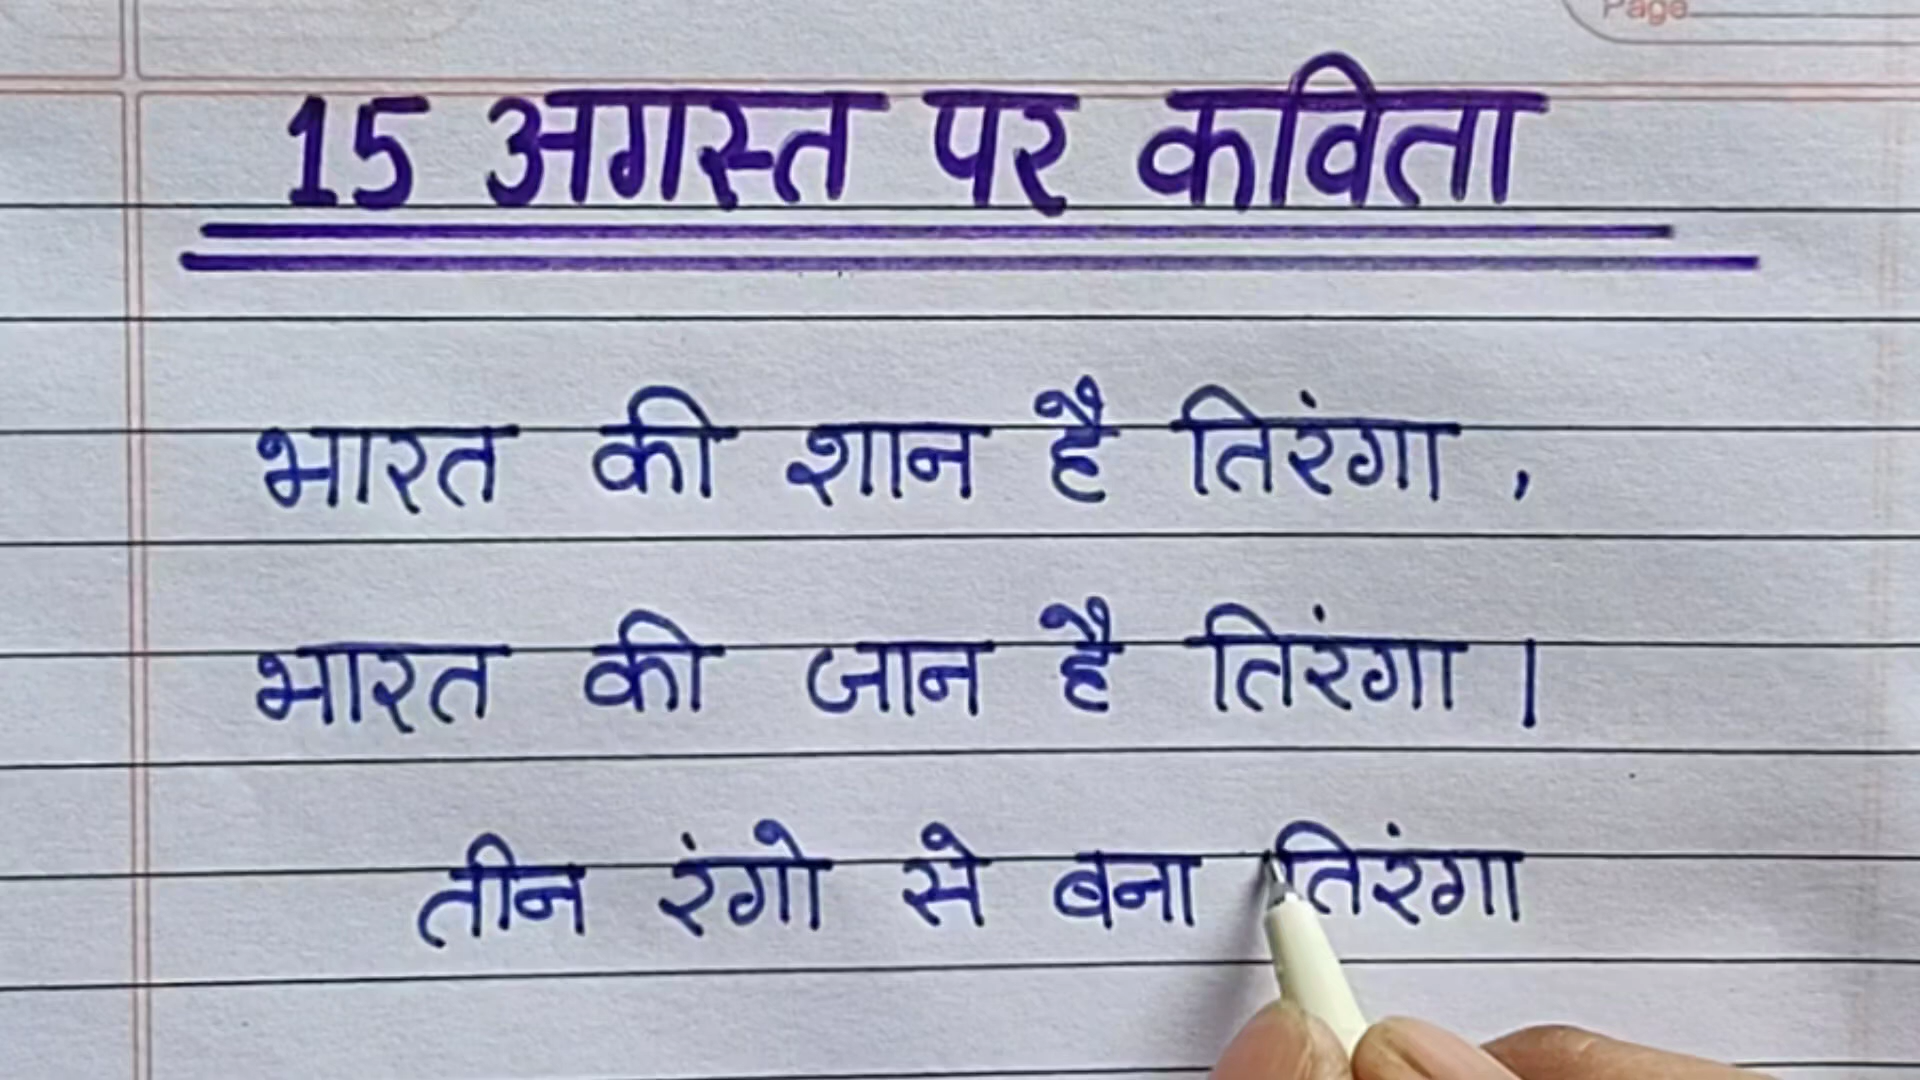 Page
15 अगस्त पर कविता
भारत की शान है तिरंगा ,
भारत की जान है तिरंगा ।
तीन रंगो से बना तिरंगा